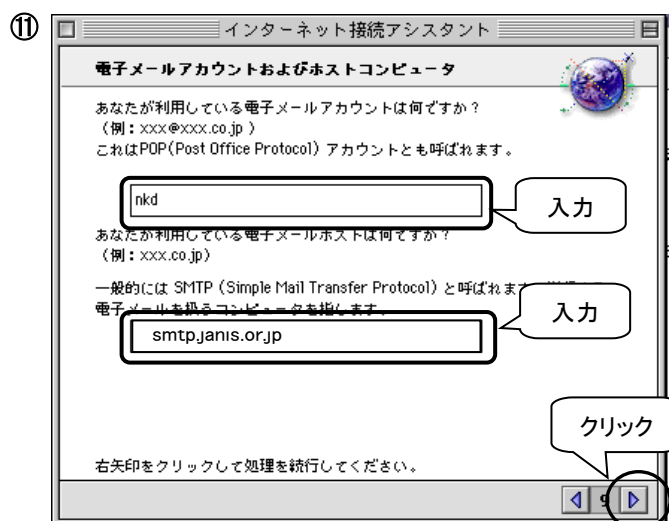 ⑪
インターネット接続アシスタント
電子メールアカウントおよびホストコンピュータ
あなたが利用している電子メールアカウントは何ですか？
（例：xxx@xxx.co.jp ）
これはPOP(Post Office Protocol) アカウントとも呼ばれます。
nkd
入力
あなたが利用している電子メールホストは何ですか？
（例：xxx.co.jp）
一般的には SMTP (Simple Mail Transfer Protocol) と呼ばれます
電子メールを扱うコンピュータを指します。
smtp.janis.or.jp
入力
クリック
右矢印をクリックして処理を続行してください。
9